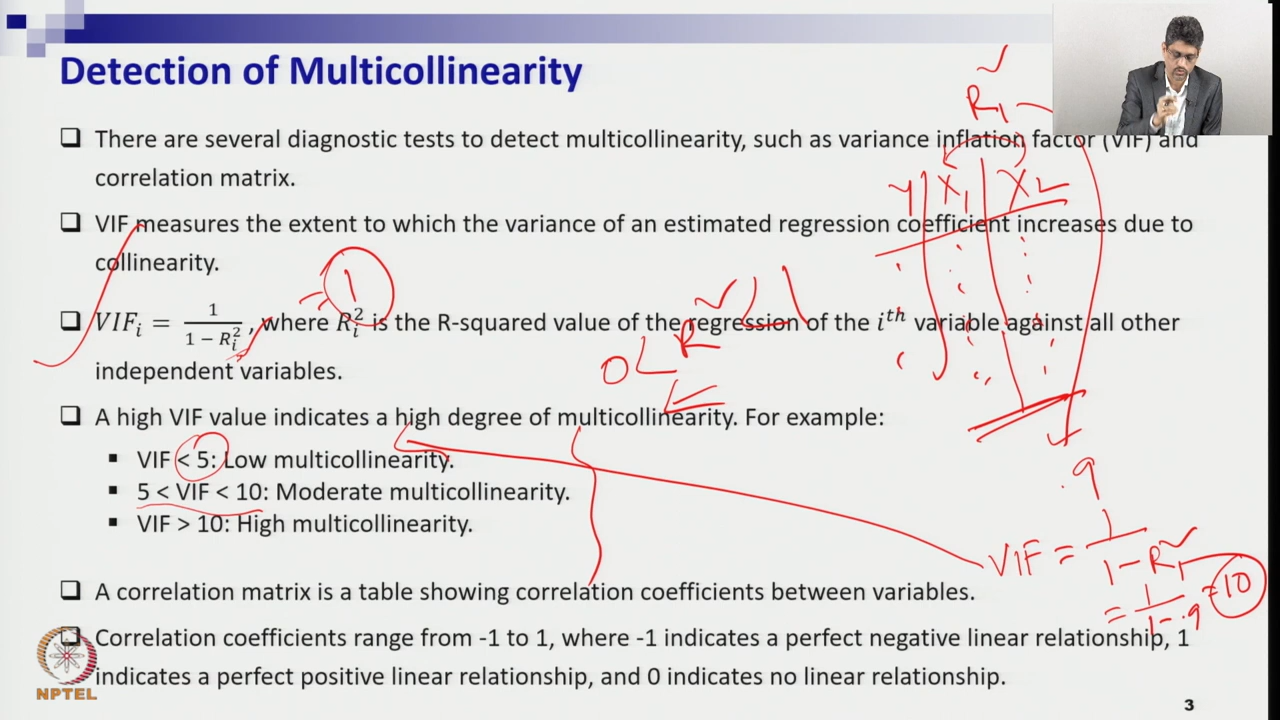 Detection of Multicollinearity
❑ There are several diagnostic tests to detect multicollinearity, such as variance inflation factor (VIF) and
correlation matrix.
❑ VIF measures the extent to which the variance of an estimated regression coefficient increases due to
collinearity.
❑ VIF_i = 1 / (1 − R_i^2), where R_i^2 is the R-squared value of the regression of the i^th variable against all other
independent variables.
❑ A high VIF value indicates a high degree of multicollinearity. For example:
▪ VIF < 5: Low multicollinearity.
▪ 5 < VIF < 10: Moderate multicollinearity.
▪ VIF > 10: High multicollinearity.
❑ A correlation matrix is a table showing correlation coefficients between variables.
❑ Correlation coefficients range from -1 to 1, where -1 indicates a perfect negative linear relationship, 1
indicates a perfect positive linear relationship, and 0 indicates no linear relationship.
R1
Y X1 X2
= 1
0 < R < 1
.9
VIF = 1 / (1 - R1)
= 1 / (1 - .9) = 10
NPTEL
3